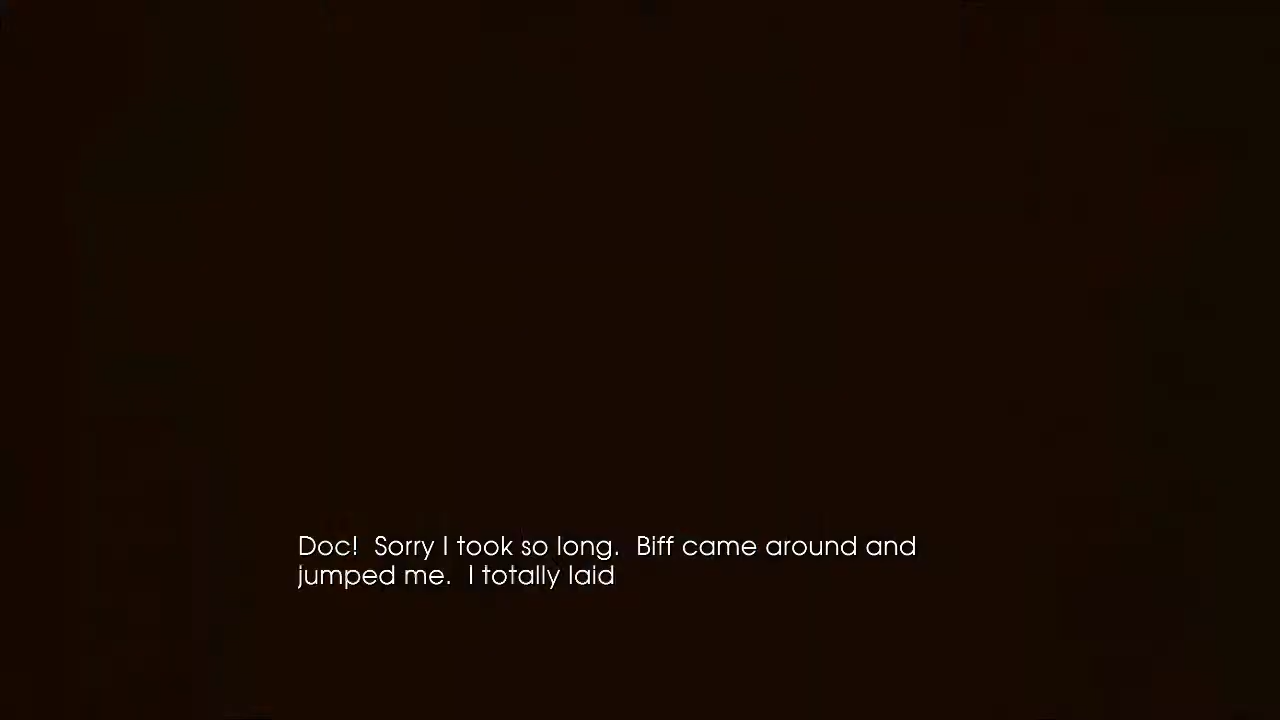 Doc!  Sorry I took so long.  Biff came around and
jumped me.  I totally laid